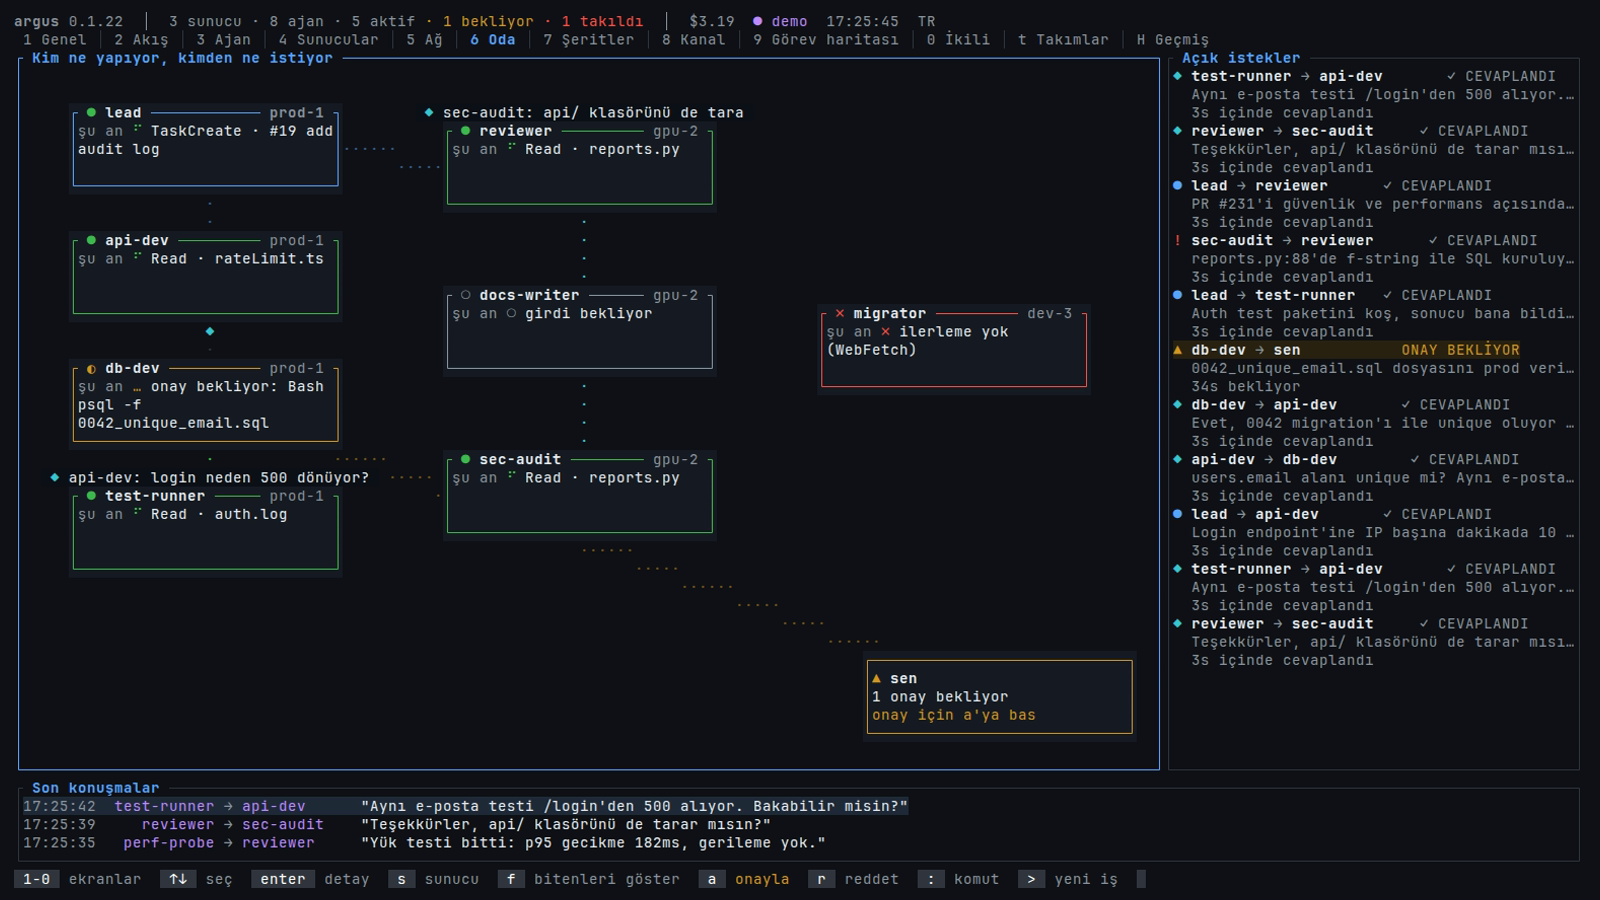 argus 0.1.22 │ 3 sunucu · 8 ajan · 5 aktif · 1 bekliyor · 1 takıldı │ $3.19 ● demo 17:25:45 TR
1 Genel │ 2 Akış │ 3 Ajan │ 4 Sunucular │ 5 Ağ │ 6 Oda │ 7 Şeritler │ 8 Kanal │ 9 Görev haritası │ 0 İkili │ t Takımlar │ H Geçmiş
Kim ne yapıyor, kimden ne istiyor
● lead prod-1
şu an TaskCreate · #19 add
audit log
◆ sec-audit: api/ klasörünü de tara
● reviewer gpu-2
şu an Read · reports.py
● api-dev prod-1
şu an Read · rateLimit.ts
○ docs-writer gpu-2
şu an ○ girdi bekliyor
✕ migrator dev-3
şu an ✕ ilerleme yok
(WebFetch)
◐ db-dev prod-1
şu an … onay bekliyor: Bash
psql -f
0042_unique_email.sql
● sec-audit gpu-2
şu an Read · reports.py
◆ api-dev: login neden 500 dönüyor?
● test-runner prod-1
şu an Read · auth.log
▲ sen
1 onay bekliyor
onay için a'ya bas
Açık istekler
◆ test-runner → api-dev ✓ CEVAPLANDI
Aynı e-posta testi /login'den 500 alıyor.…
3s içinde cevaplandı
◆ reviewer → sec-audit ✓ CEVAPLANDI
Teşekkürler, api/ klasörünü de tarar mısı…
3s içinde cevaplandı
● lead → reviewer ✓ CEVAPLANDI
PR #231'i güvenlik ve performans açısında…
3s içinde cevaplandı
! sec-audit → reviewer ✓ CEVAPLANDI
reports.py:88'de f-string ile SQL kuruluy…
3s içinde cevaplandı
● lead → test-runner ✓ CEVAPLANDI
Auth test paketini koş, sonucu bana bildi…
3s içinde cevaplandı
▲ db-dev → sen ONAY BEKLİYOR
0042_unique_email.sql dosyasını prod veri…
34s bekliyor
◆ db-dev → api-dev ✓ CEVAPLANDI
Evet, 0042 migration'ı ile unique oluyor …
3s içinde cevaplandı
◆ api-dev → db-dev ✓ CEVAPLANDI
users.email alanı unique mi? Aynı e-posta…
3s içinde cevaplandı
● lead → api-dev ✓ CEVAPLANDI
Login endpoint'ine IP başına dakikada 10 …
3s içinde cevaplandı
◆ test-runner → api-dev ✓ CEVAPLANDI
Aynı e-posta testi /login'den 500 alıyor.…
3s içinde cevaplandı
◆ reviewer → sec-audit ✓ CEVAPLANDI
Teşekkürler, api/ klasörünü de tarar mısı…
3s içinde cevaplandı
Son konuşmalar
17:25:42 test-runner → api-dev "Aynı e-posta testi /login'den 500 alıyor. Bakabilir misin?"
17:25:39 reviewer → sec-audit "Teşekkürler, api/ klasörünü de tarar mısın?"
17:25:35 perf-probe → reviewer "Yük testi bitti: p95 gecikme 182ms, gerileme yok."
1-0 ekranlar ↑↓ seç enter detay s sunucu f bitenleri göster a onayla r reddet : komut > yeni iş